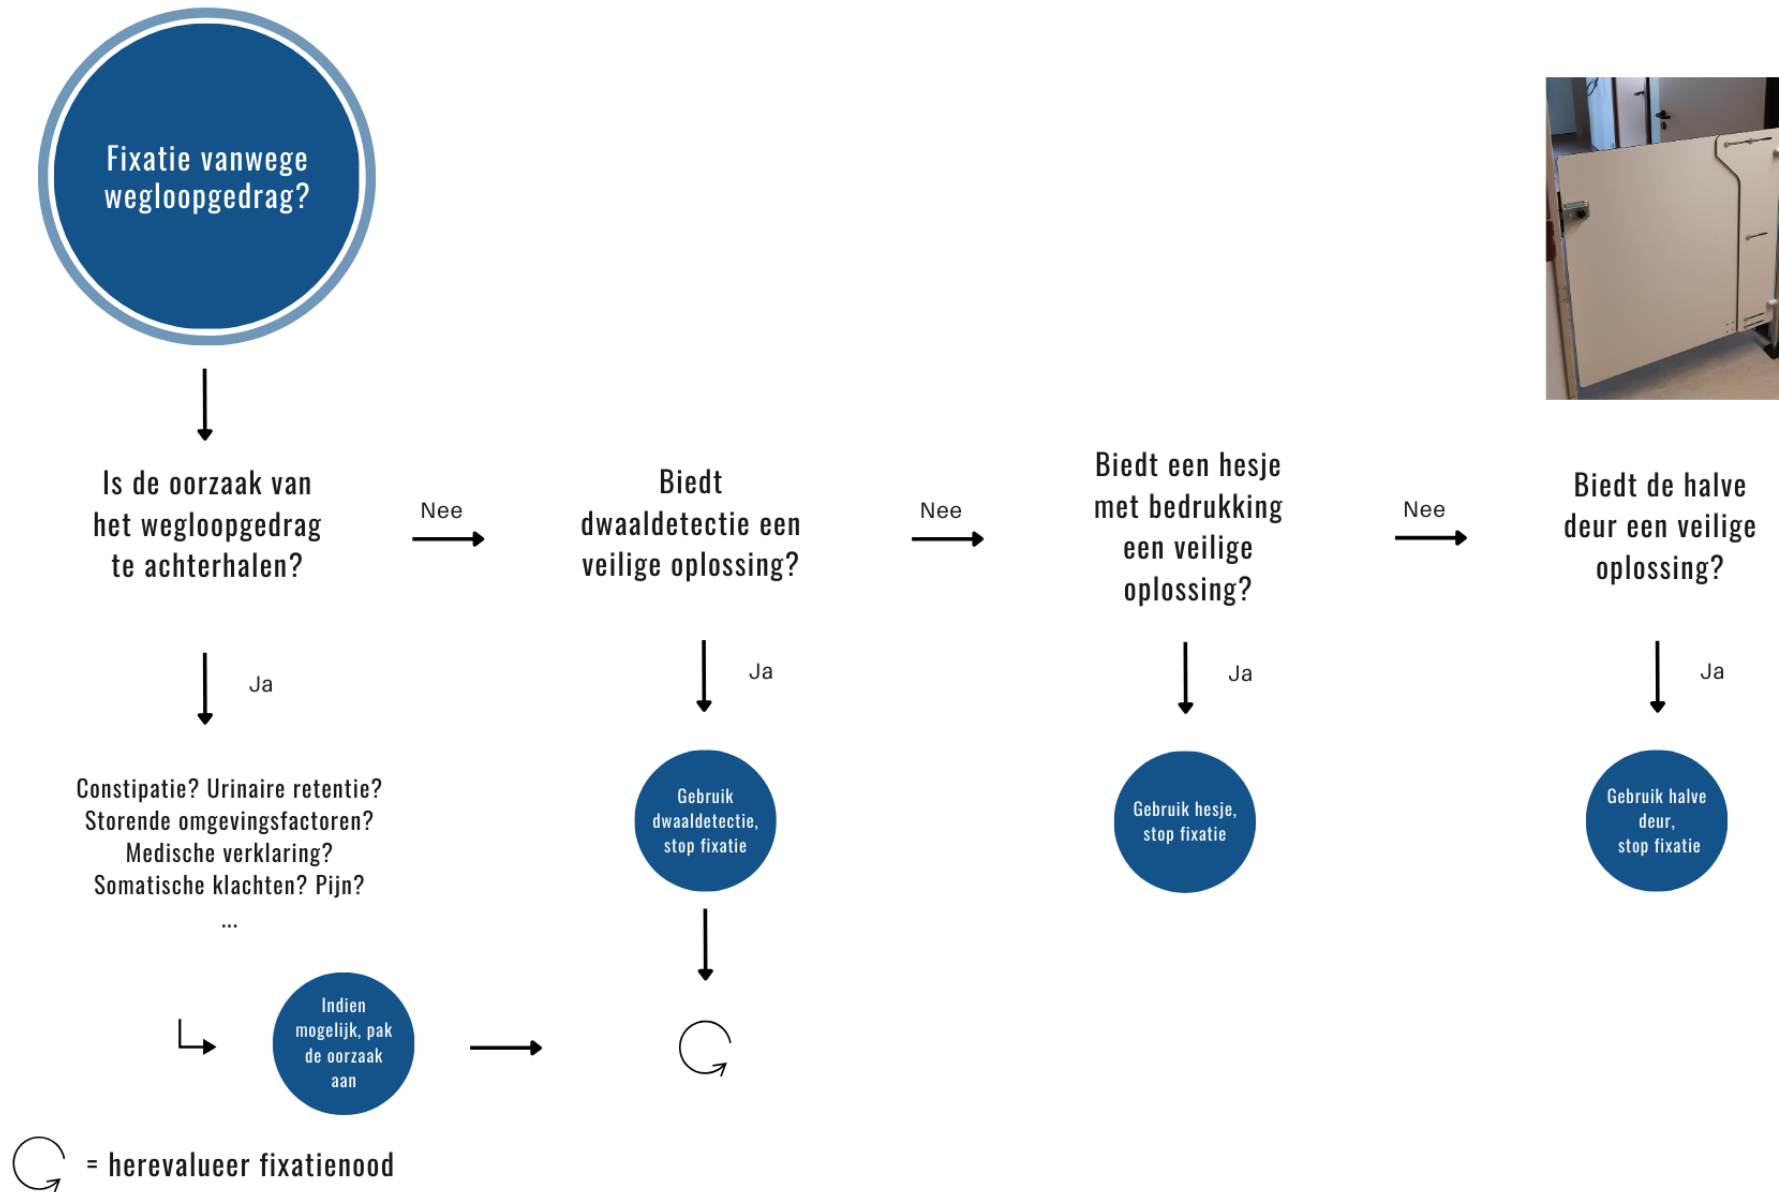 Fixatie vanwege
wegloopgedrag?
Is de oorzaak van
het wegloopgedrag
te achterhalen?
Nee
Biedt
dwaaldetectie een
veilige oplossing?
Nee
Biedt een hesje
met bedrukking
een veilige
oplossing?
Nee
Biedt de halve
deur een veilige
oplossing?
Ja
Ja
Ja
Ja
Constipatie? Urinaire retentie?
Storende omgevingsfactoren?
Medische verklaring?
Somatische klachten? Pijn?
...
Gebruik
dwaaldetectie,
stop fixatie
Gebruik hesje,
stop fixatie
Gebruik halve
deur,
stop fixatie
Indien
mogelijk, pak
de oorzaak
aan
= herevalueer fixatienood